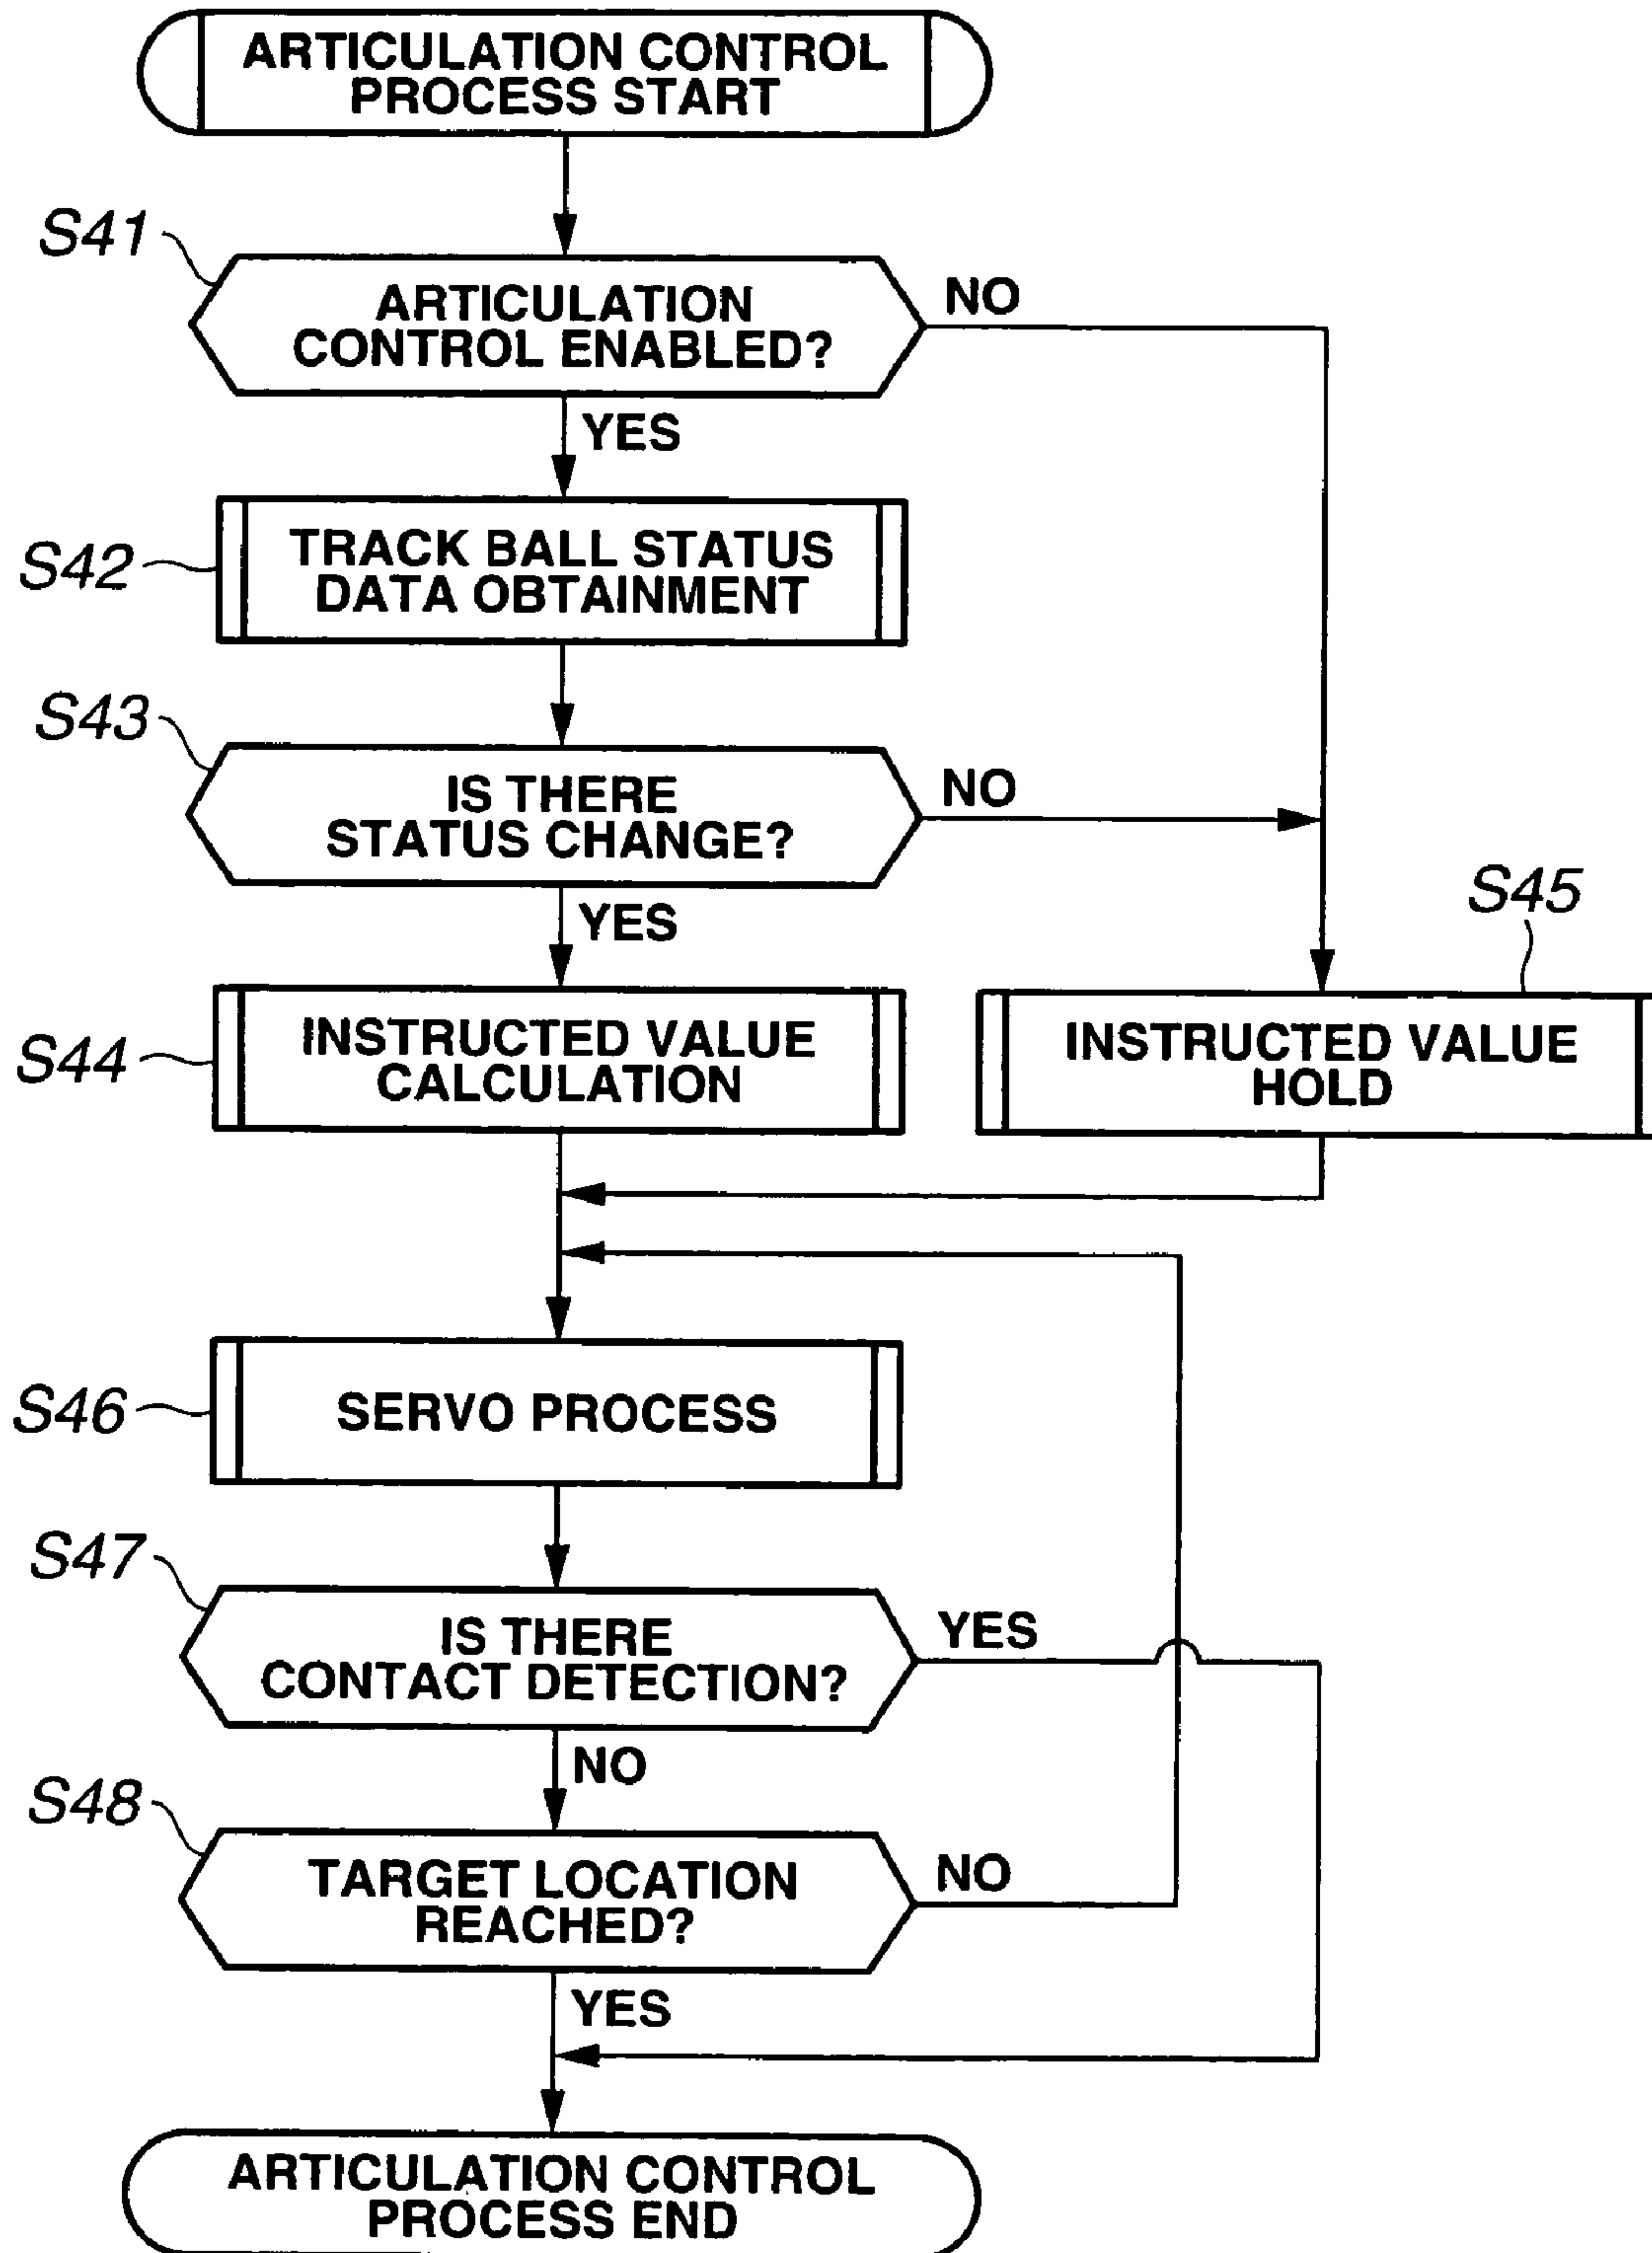 ARTICULATION CONTROL
PROCESS START
S41
ARTICULATION
CONTROL ENABLED?
NO
YES
S42
TRACK BALL STATUS
DATA OBTAINMENT
S43
IS THERE
STATUS CHANGE?
NO
YES
S45
S44
INSTRUCTED VALUE
CALCULATION
INSTRUCTED VALUE
HOLD
S46
SERVO PROCESS
S47
IS THERE
CONTACT DETECTION?
YES
NO
S48
TARGET LOCATION
REACHED?
NO
YES
ARTICULATION CONTROL
PROCESS END